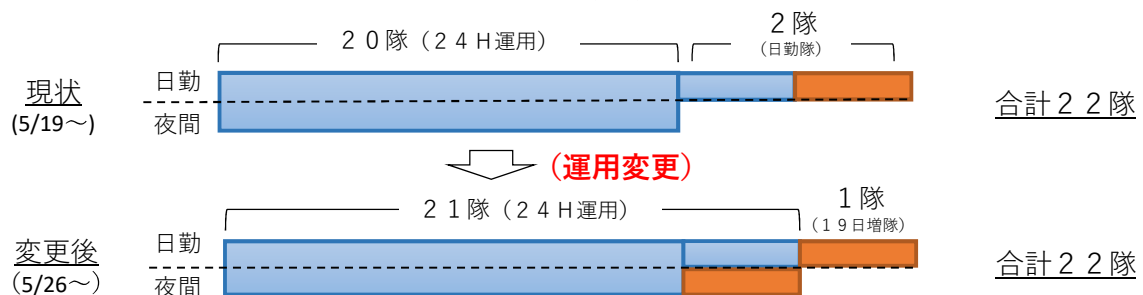 ２０隊（２４Ｈ運用）
２隊
（日勤隊）
現状
(5/19～)
日勤
夜間
合計２２隊
（運用変更）
２１隊（２４Ｈ運用）
１隊
（１９日増隊）
変更後
（5/26～）
日勤
夜間
合計２２隊